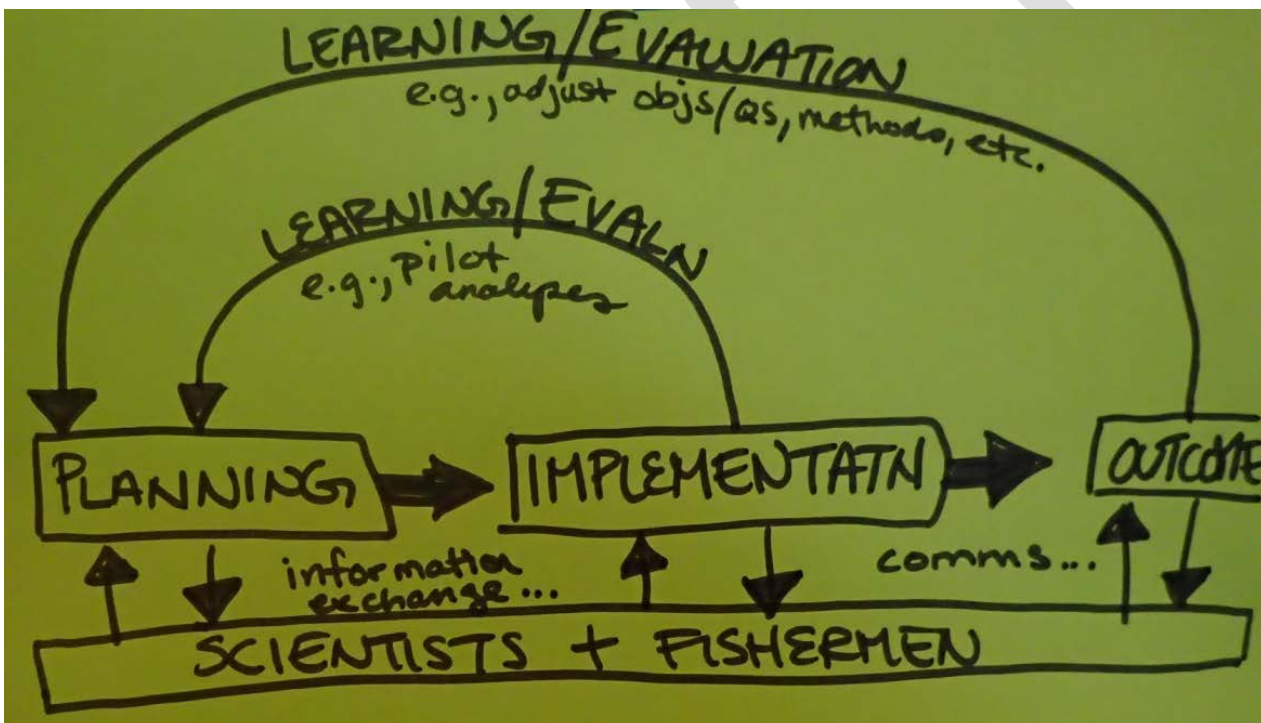 LEARNING/EVALUATION
e.g., adjust objs/QS, methods, etc.
LEARNING/EVALN
e.g., pilot
analyses
PLANNING
IMPLEMENTATN
OUTCOME
information
exchange...
comms...
SCIENTISTS + FISHERMEN